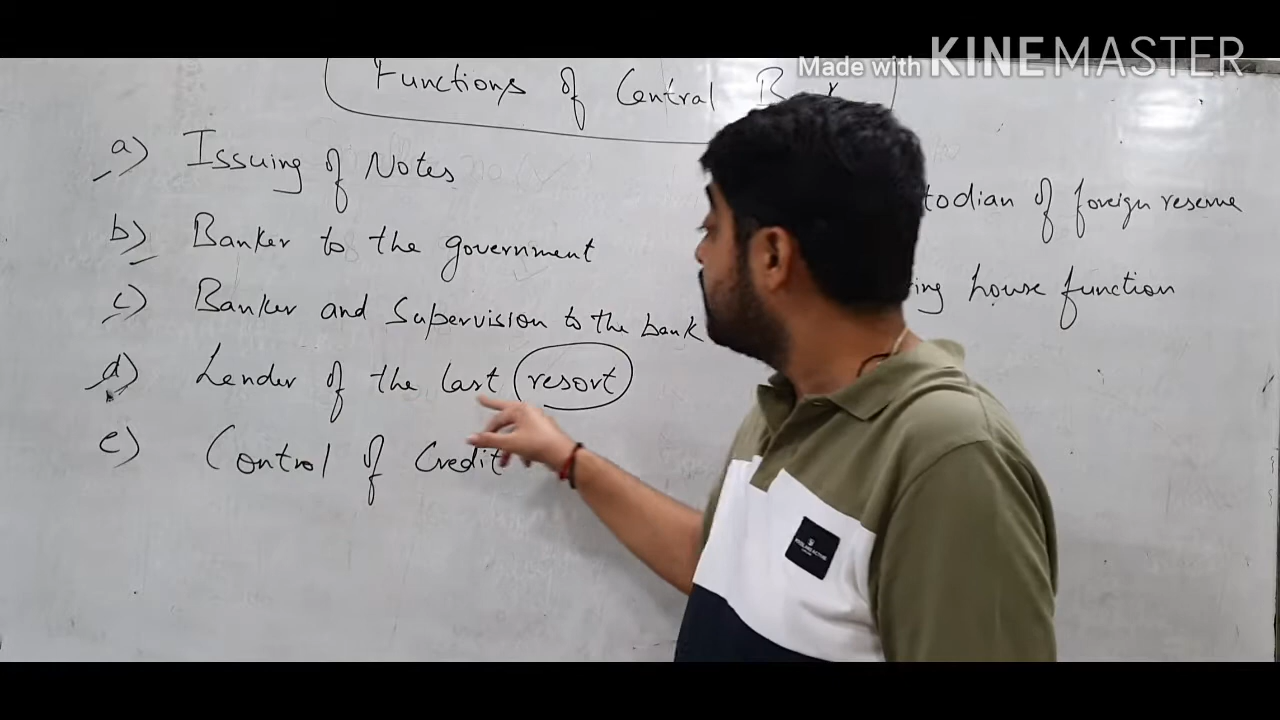 Made with KINEMASTER
Functions of Central B
a) Issuing of Notes
b) Banker to the government
c) Banker and Supervision to the bank
d) Lender of the last resort
e) Control of Credit
todian of foreign reserve
ing house function